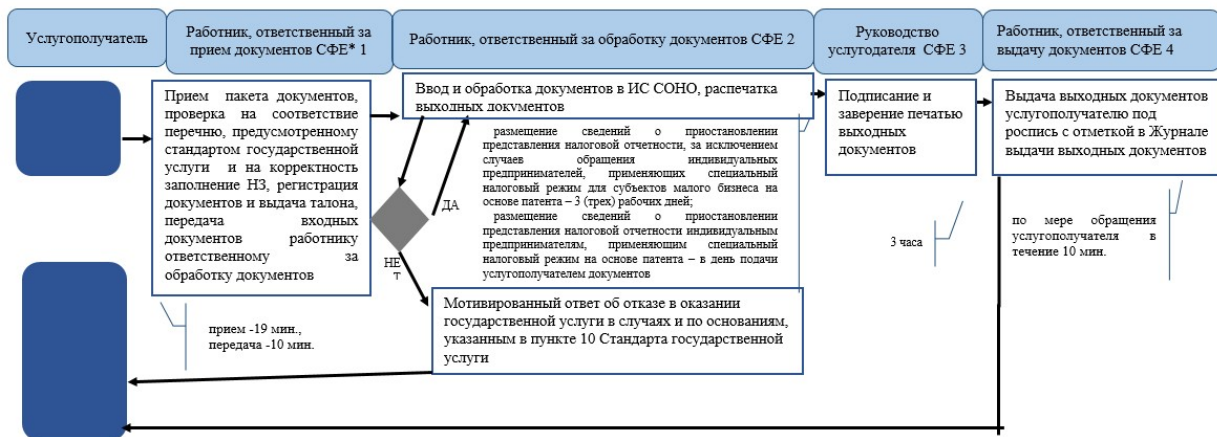 Услугополучатель
Работник, ответственный за
прием документов СФЕ* 1
Работник, ответственный за обработку документов СФЕ 2
Руководство
услугодателя СФЕ 3
Работник, ответственный за
выдачу документов СФЕ 4
Прием пакета документов,
проверка на соответствие
перечню, предусмотренному
стандартом государственной
услуги и на корректность
заполнение НЗ, регистрация
документов и выдача талона,
передача входных
документов работнику
ответственному за
обработку документов
прием -19 мин.,
передача -10 мин.
Ввод и обработка документов в ИС СОНО, распечатка
выходных документов
размещение сведений о приостановлении
представления налоговой отчетности, за исключением
случаев обращения индивидуальных
предпринимателей, применяющих специальный
налоговый режим для субъектов малого бизнеса на
основе патента – 3 (трех) рабочих дней;
размещение сведений о приостановлении
представления налоговой отчетности индивидуальным
предпринимателям, применяющим специальный
налоговый режим на основе патента – в день подачи
услугополучателем документов
ДА
НЕ
Т
Мотивированный ответ об отказе в оказании
государственной услуги в случаях и по основаниям,
указанным в пункте 10 Стандарта государственной
услуги
Подписание и
заверение печатью
выходных
документов
3 часа
Выдача выходных документов
услугополучателю под
роспись с отметкой в Журнале
выдачи выходных документов
по мере обращения
услугополучателя в
течение 10 мин.